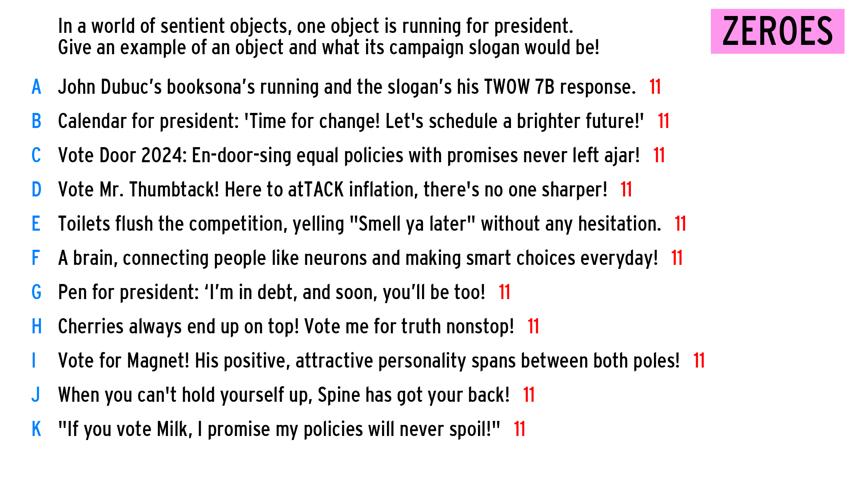 In a world of sentient objects, one object is running for president.
Give an example of an object and what its campaign slogan would be!
ZEROES
A John Dubuc's booksona's running and the slogan's his TWOW 7B response. 11
B Calendar for president: 'Time for change! Let's schedule a brighter future!' 11
C Vote Door 2024: En-door-sing equal policies with promises never left ajar! 11
D Vote Mr. Thumbtack! Here to atTACK inflation, there's no one sharper! 11
E Toilets flush the competition, yelling "Smell ya later" without any hesitation. 11
F A brain, connecting people like neurons and making smart choices everyday! 11
G Pen for president: ‘I'm in debt, and soon, you'll be too! 11
H Cherries always end up on top! Vote me for truth nonstop! 11
I Vote for Magnet! His positive, attractive personality spans between both poles! 11
J When you can't hold yourself up, Spine has got your back! 11
K "If you vote Milk, I promise my policies will never spoil!" 11